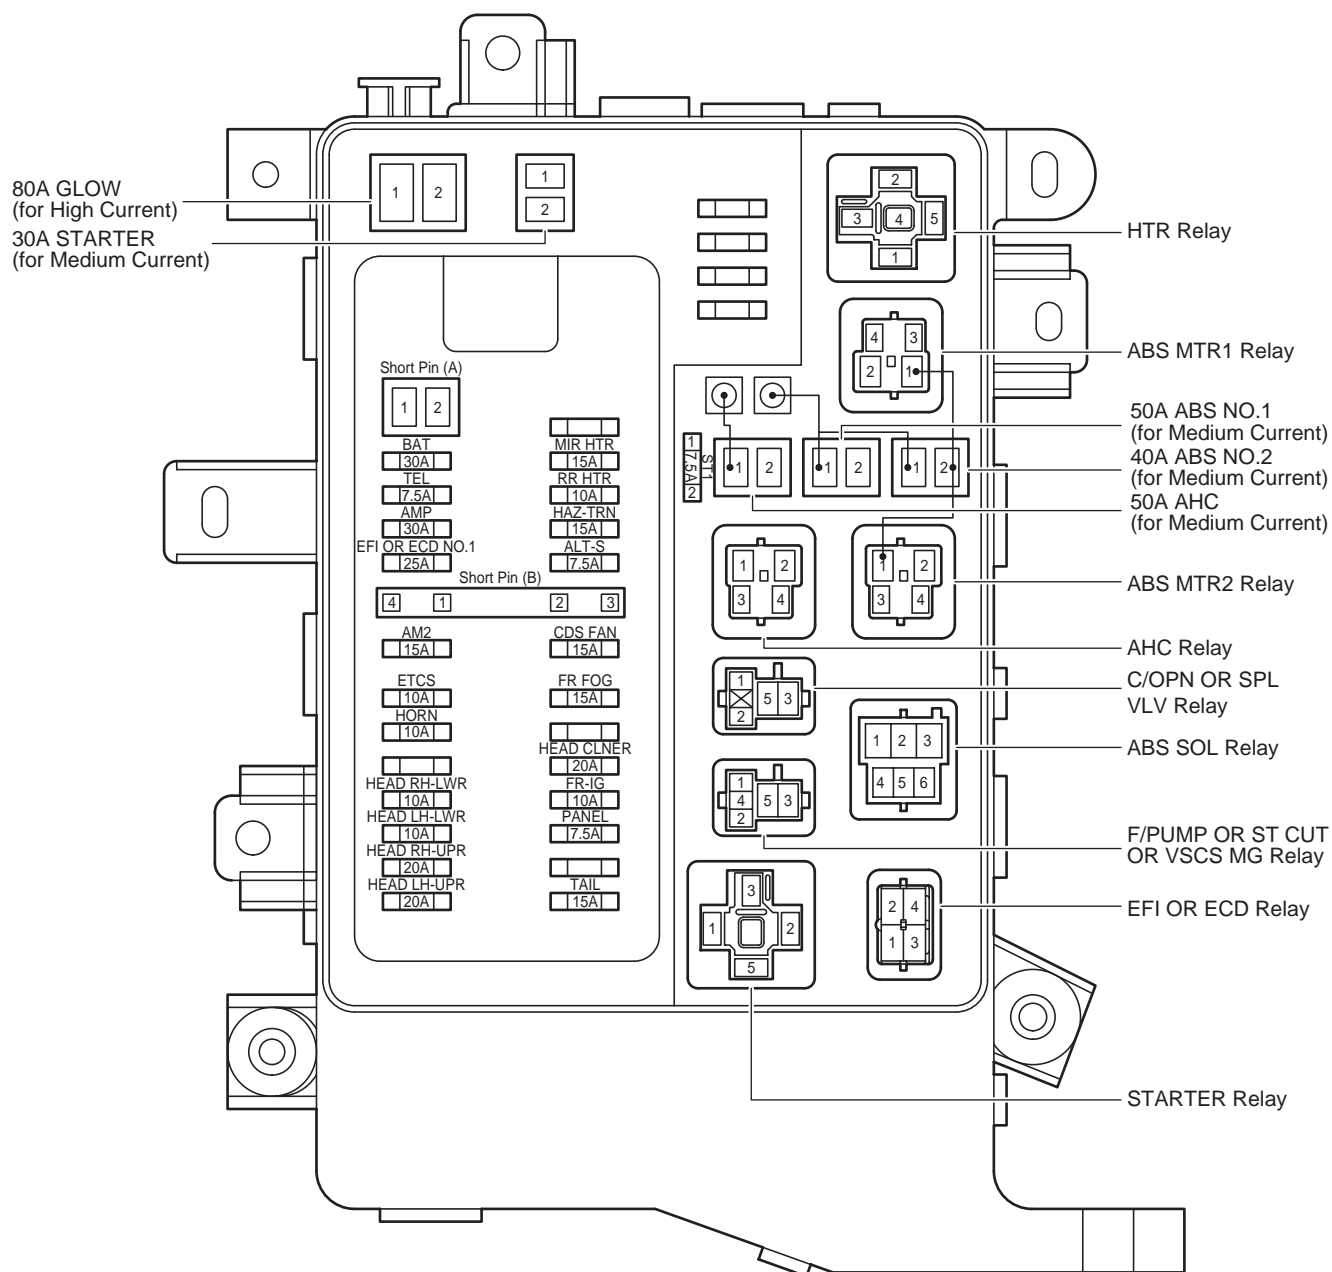 80A GLOW
(for High Current)
30A STARTER
(for Medium Current)
1 2
1
2
2
3 4 5
1
HTR Relay
4 3
2 1
ABS MTR1 Relay
50A ABS NO.1
(for Medium Current)
40A ABS NO.2
(for Medium Current)
50A AHC
(for Medium Current)
1 7.5A 2
ST1
1 2
1 2
1 2
Short Pin (A)
1 2
BAT
30A
TEL
7.5A
AMP
30A
EFI OR ECD NO.1
25A
MIR HTR
15A
RR HTR
10A
HAZ-TRN
15A
ALT-S
7.5A
Short Pin (B)
4 1 2 3
AM2
15A
ETCS
10A
HORN
10A
HEAD RH-LWR
10A
HEAD LH-LWR
10A
HEAD RH-UPR
20A
HEAD LH-UPR
20A
CDS FAN
15A
FR FOG
15A
HEAD CLNER
20A
FR-IG
10A
PANEL
7.5A
TAIL
15A
1 2
3 4
1 2
3 4
ABS MTR2 Relay
AHC Relay
1
5 3
2
C/OPN OR SPL
VLV Relay
1 2 3
4 5 6
ABS SOL Relay
1
4 5 3
2
F/PUMP OR ST CUT
OR VSCS MG Relay
3
1 2
5
2 4
1 3
EFI OR ECD Relay
STARTER Relay